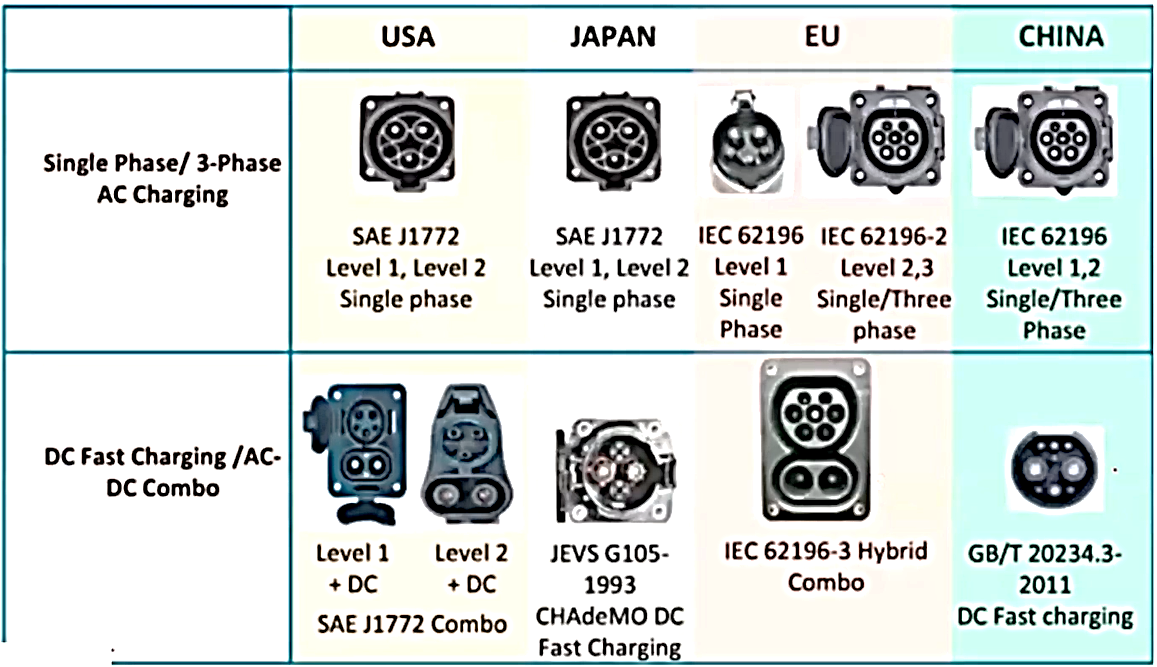 USA
JAPAN
EU
CHINA
Single Phase/ 3-Phase
AC Charging
SAE J1772
Level 1, Level 2
Single phase
SAE J1772
Level 1, Level 2
Single phase
IEC 62196
Level 1
Single
Phase
IEC 62196-2
Level 2,3
Single/Three
phase
IEC 62196
Level 1,2
Single/Three
Phase
DC Fast Charging /AC-
DC Combo
Level 1
+ DC
Level 2
+ DC
SAE J1772 Combo
JEVS G105-
1993
CHAdeMO DC
Fast Charging
IEC 62196-3 Hybrid
Combo
GB/T 20234.3-
2011
DC Fast charging